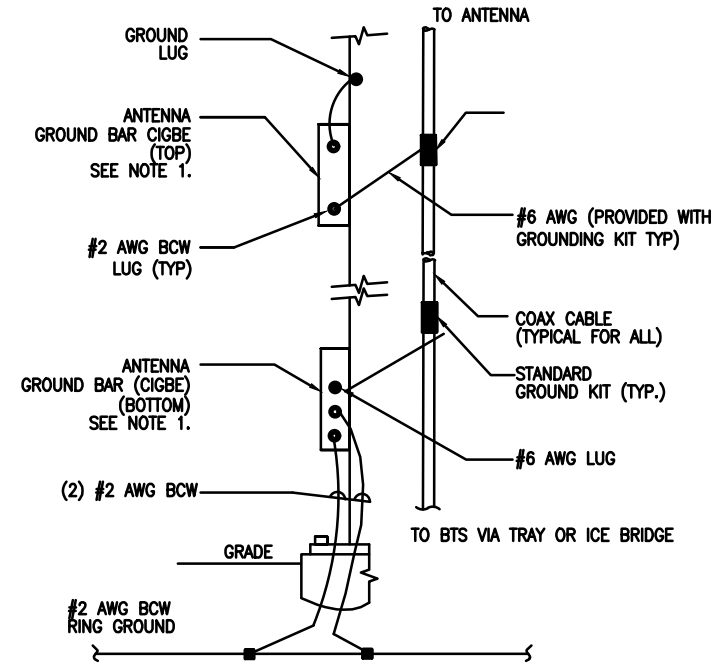 TO ANTENNA
GROUND
LUG
ANTENNA
GROUND BAR CIGBE
(TOP)
SEE NOTE 1.
#6 AWG (PROVIDED WITH
GROUNDING KIT TYP)
#2 AWG BCW
LUG (TYP)
COAX CABLE
(TYPICAL FOR ALL)
ANTENNA
GROUND BAR (CIGBE)
(BOTTOM)
SEE NOTE 1.
STANDARD
GROUND KIT (TYP.)
#6 AWG LUG
(2) #2 AWG BCW
TO BTS VIA TRAY OR ICE BRIDGE
GRADE
#2 AWG BCW
RING GROUND